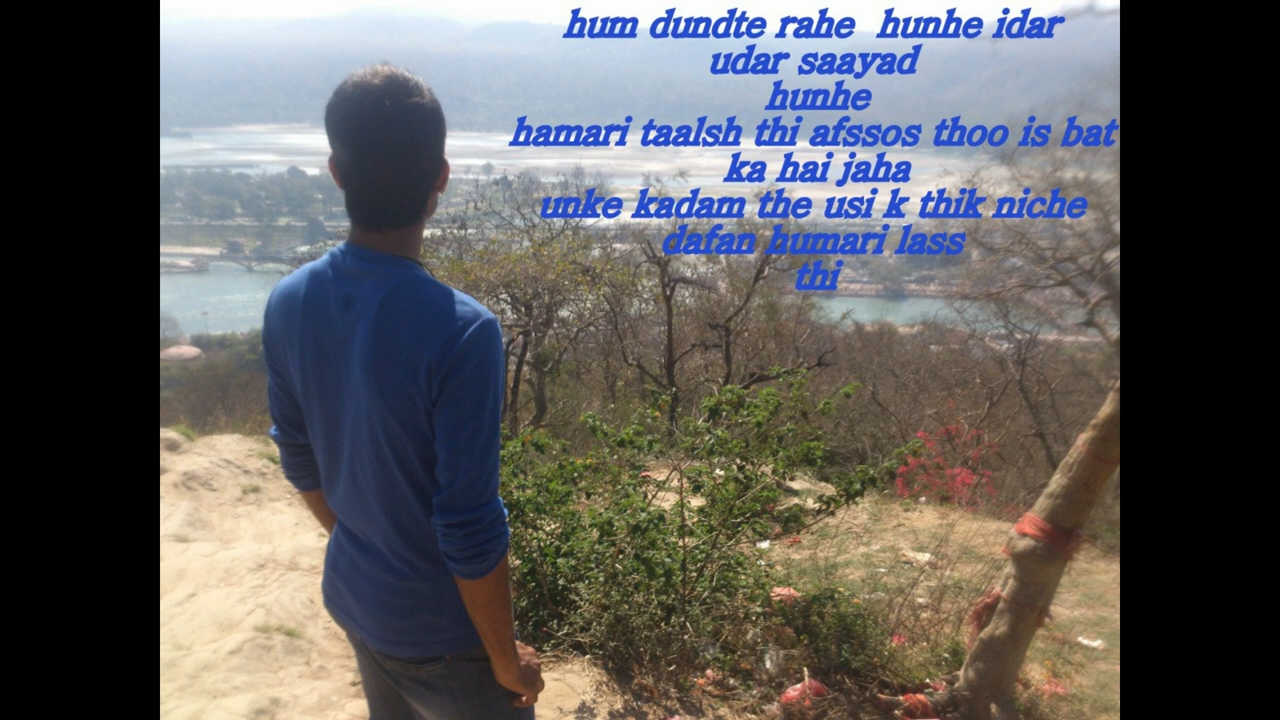 hum dundte rahe hunhe idar
udar saayad
hunhe
hamari taalsh thi afssos thoo is bat
ka hai jaha
unke kadam the usi k thik niche
dafan humari lass
thi